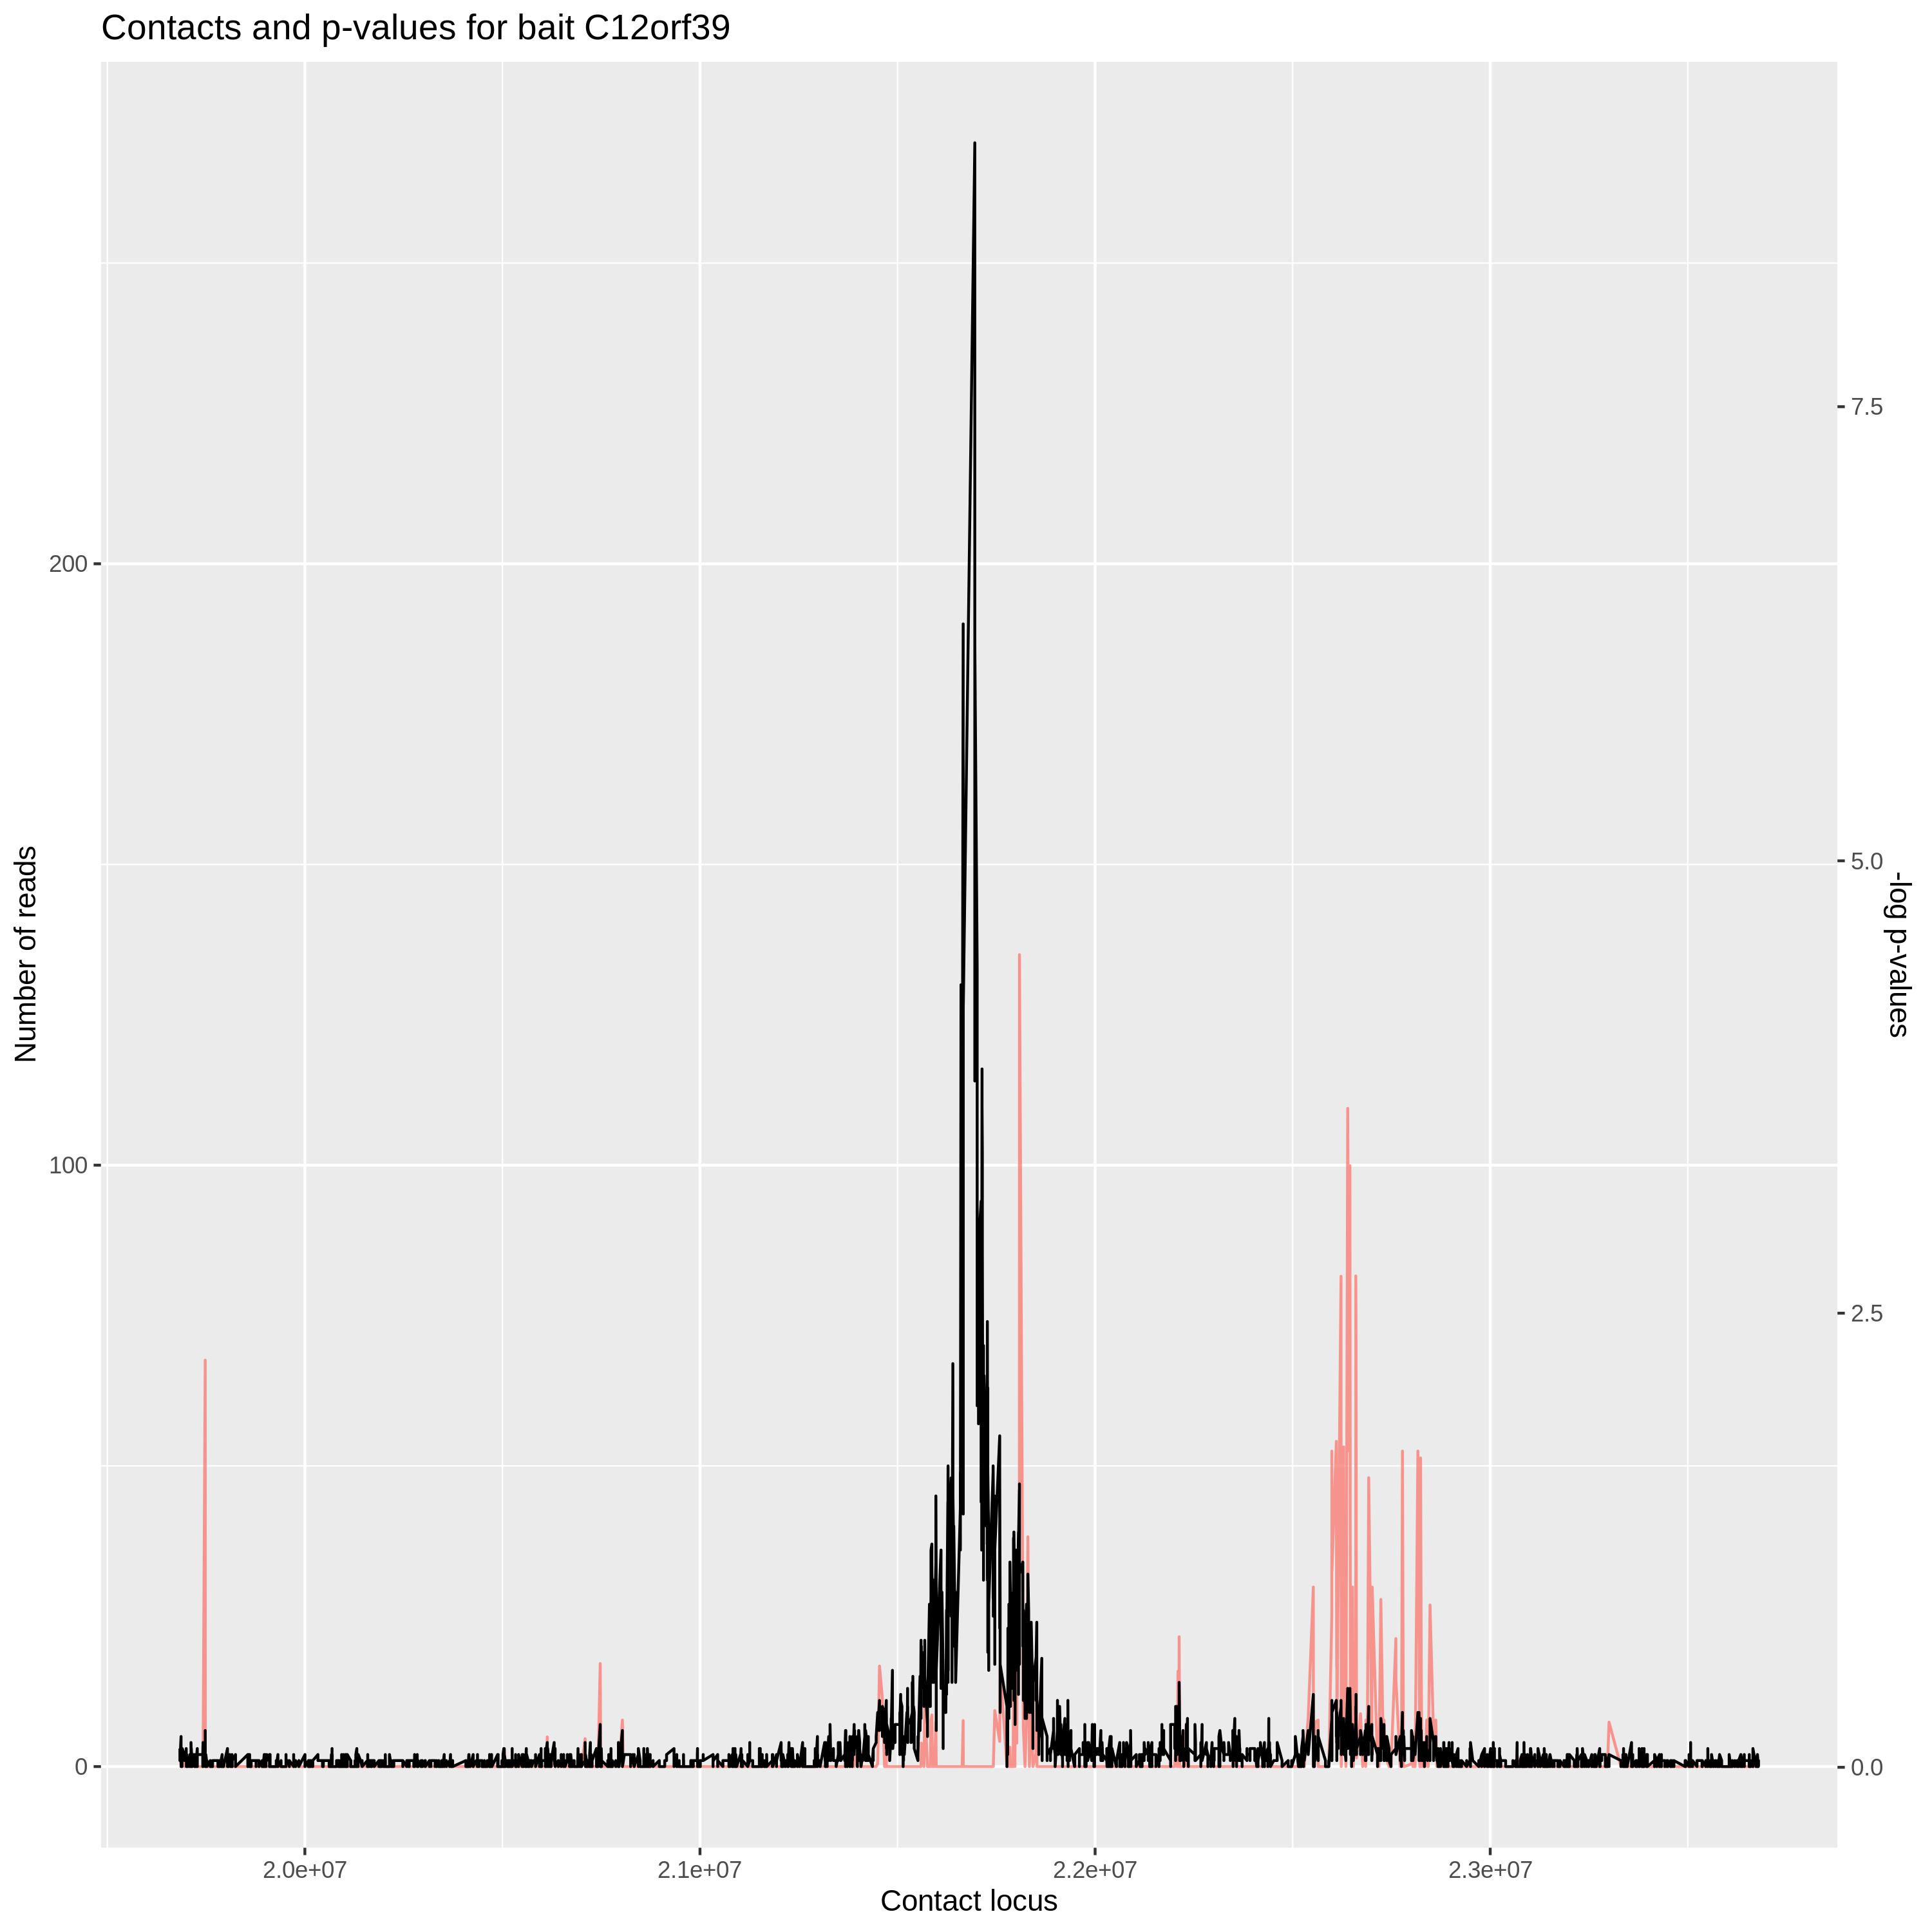 Contacts and p-values for bait C12orf39
Number of reads
200
100
0
7.5
5.0
2.5
0.0
-log p-values
2.0e+07
2.1e+07
2.2e+07
2.3e+07
Contact locus